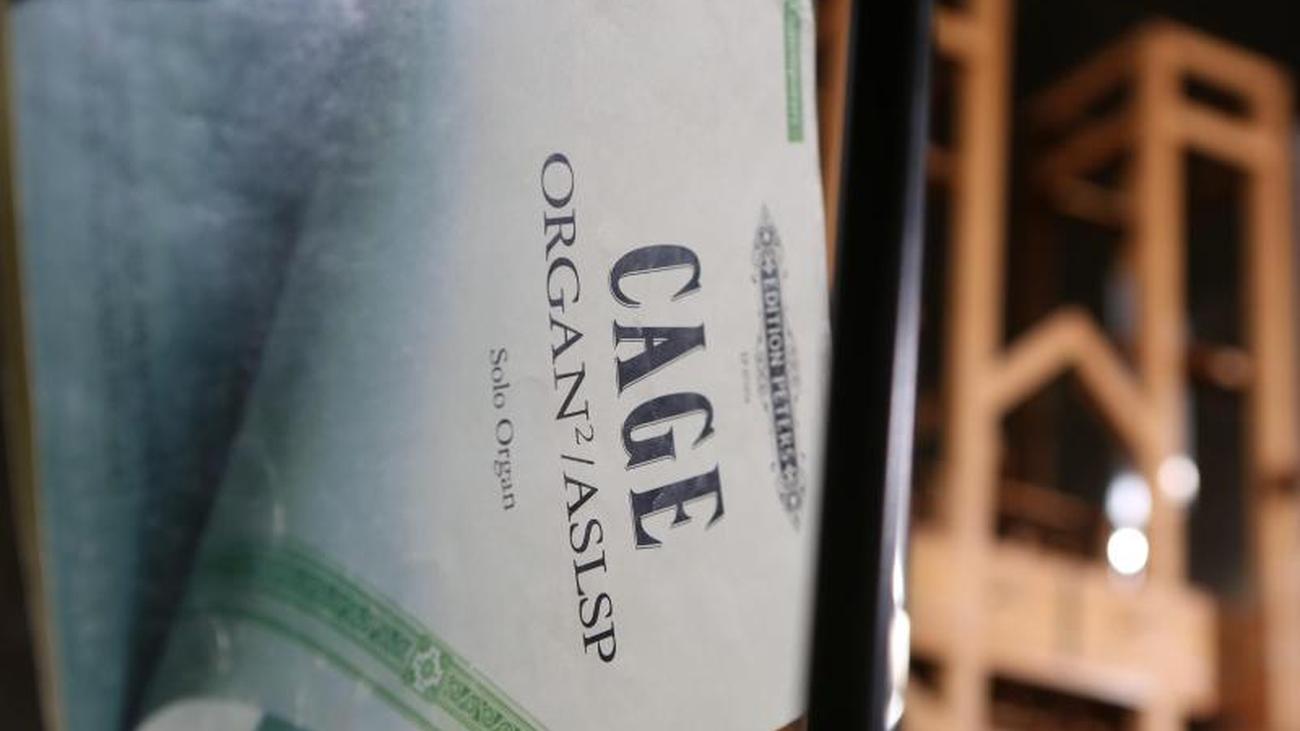 EDITION PETERS
CAGE
ORGAN²/ASLSP
Solo Organ